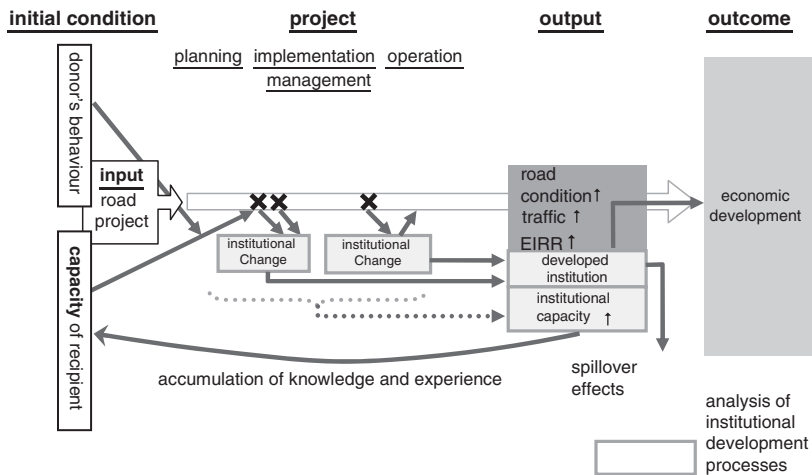 initial condition
project
output
outcome
planning
implementation
management
operation
donor's behaviour
input
road
project
capacity of recipient
institutional
Change
institutional
Change
road
condition↑
traffic ↑
EIRR ↑
developed
institution
institutional
capacity ↑
economic
development
accumulation of knowledge and experience
spillover
effects
analysis of
institutional
development
processes